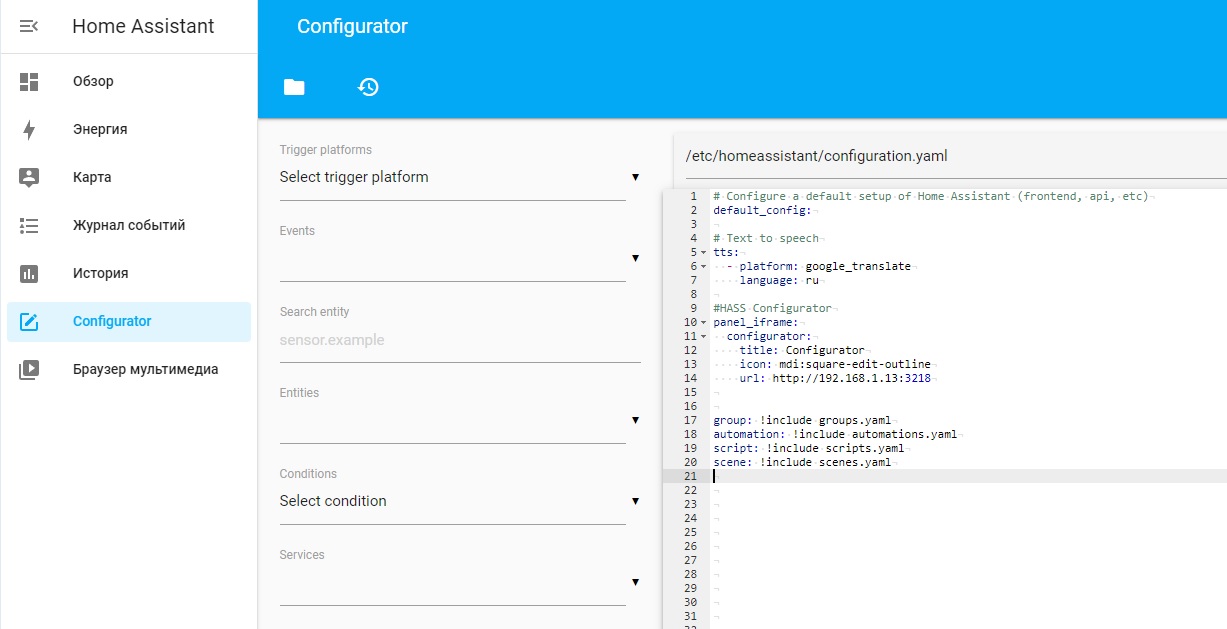 Home Assistant
Обзор
Энергия
Карта
Журнал событий
История
Configurator
Браузер мультимедиа
Configurator
Trigger platforms
Select trigger platform
Events
Search entity
sensor.example
Entities
Conditions
Select condition
Services
/etc/homeassistant/configuration.yaml
1 # Configure a default setup of Home Assistant (frontend, api, etc)
2 default_config:
3
4 # Text to speech
5 tts:
6   - platform: google_translate
7     language: ru
8
9 #HASS Configurator
10 panel_iframe:
11   configurator:
12     title: Configurator
13     icon: mdi:square-edit-outline
14     url: http://192.168.1.13:3218
15
16
17 group: !include groups.yaml
18 automation: !include automations.yaml
19 script: !include scripts.yaml
20 scene: !include scenes.yaml
21
22
23
24
25
26
27
28
29
30
31